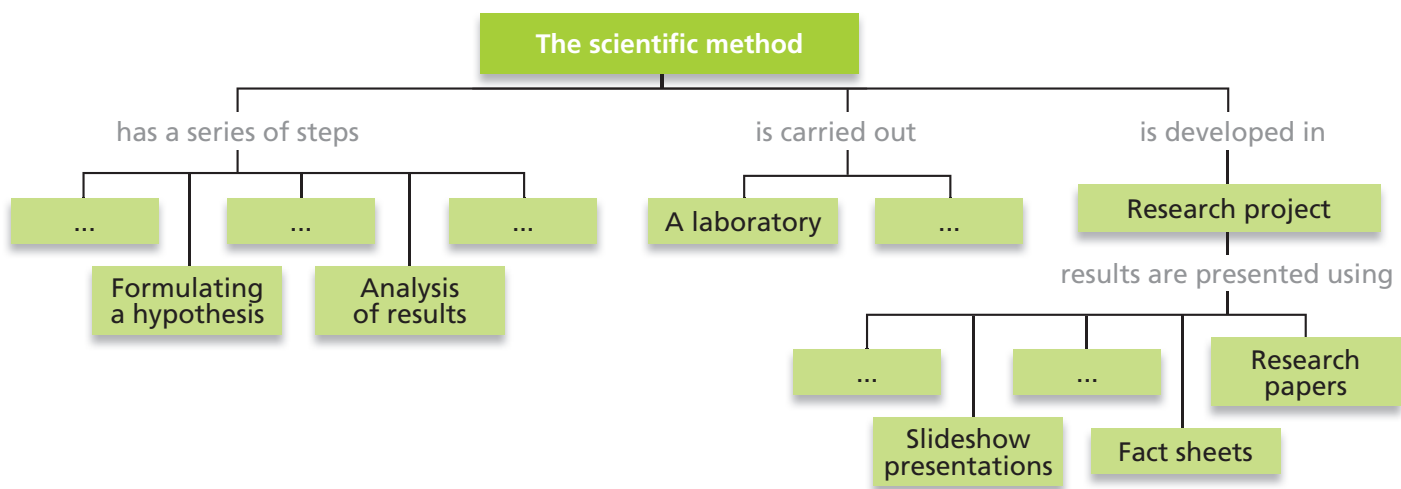 The scientific method
has a series of steps
is carried out
is developed in
...
...
...
A laboratory
...
Research project
Formulating
a hypothesis
Analysis
of results
results are presented using
...
...
Research
papers
Slideshow
presentations
Fact sheets